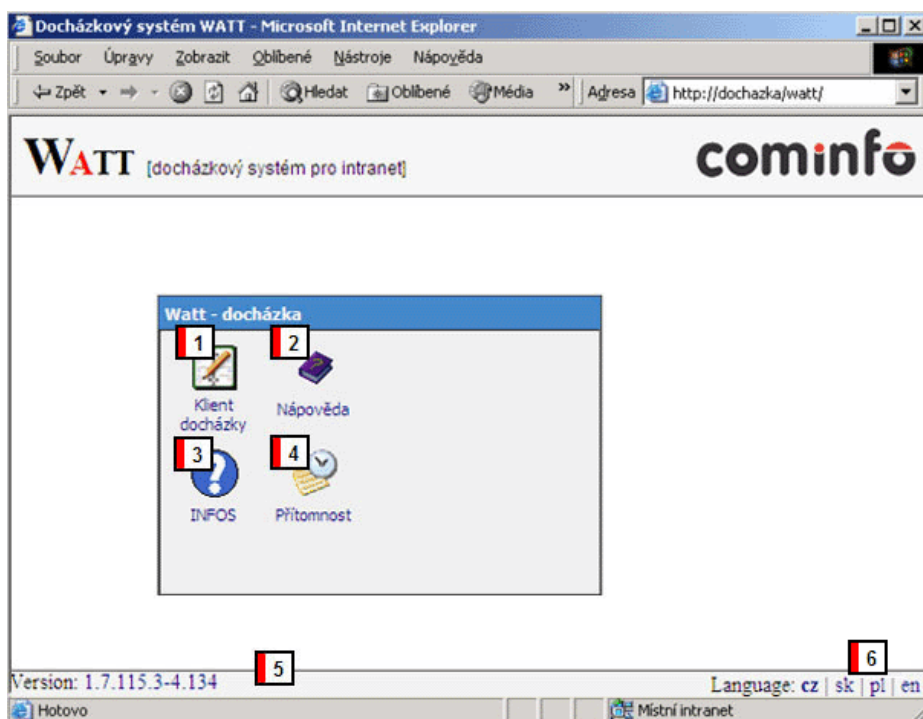 Docházkový systém WATT - Microsoft Internet Explorer
Soubor Úpravy Zobrazit Oblíbené Nástroje Nápověda
Zpět Hledat Oblíbené Média » Adresa http://dochazka/watt/
WATT [docházkový systém pro intranet] cominfo
Watt - docházka
1 2
Klient docházky
Nápověda
3 4
INFOS Přítomnost
5 6
Version: 1.7.115.3-4.134 Language: cz | sk | pl | en
Hotovo Místní intranet